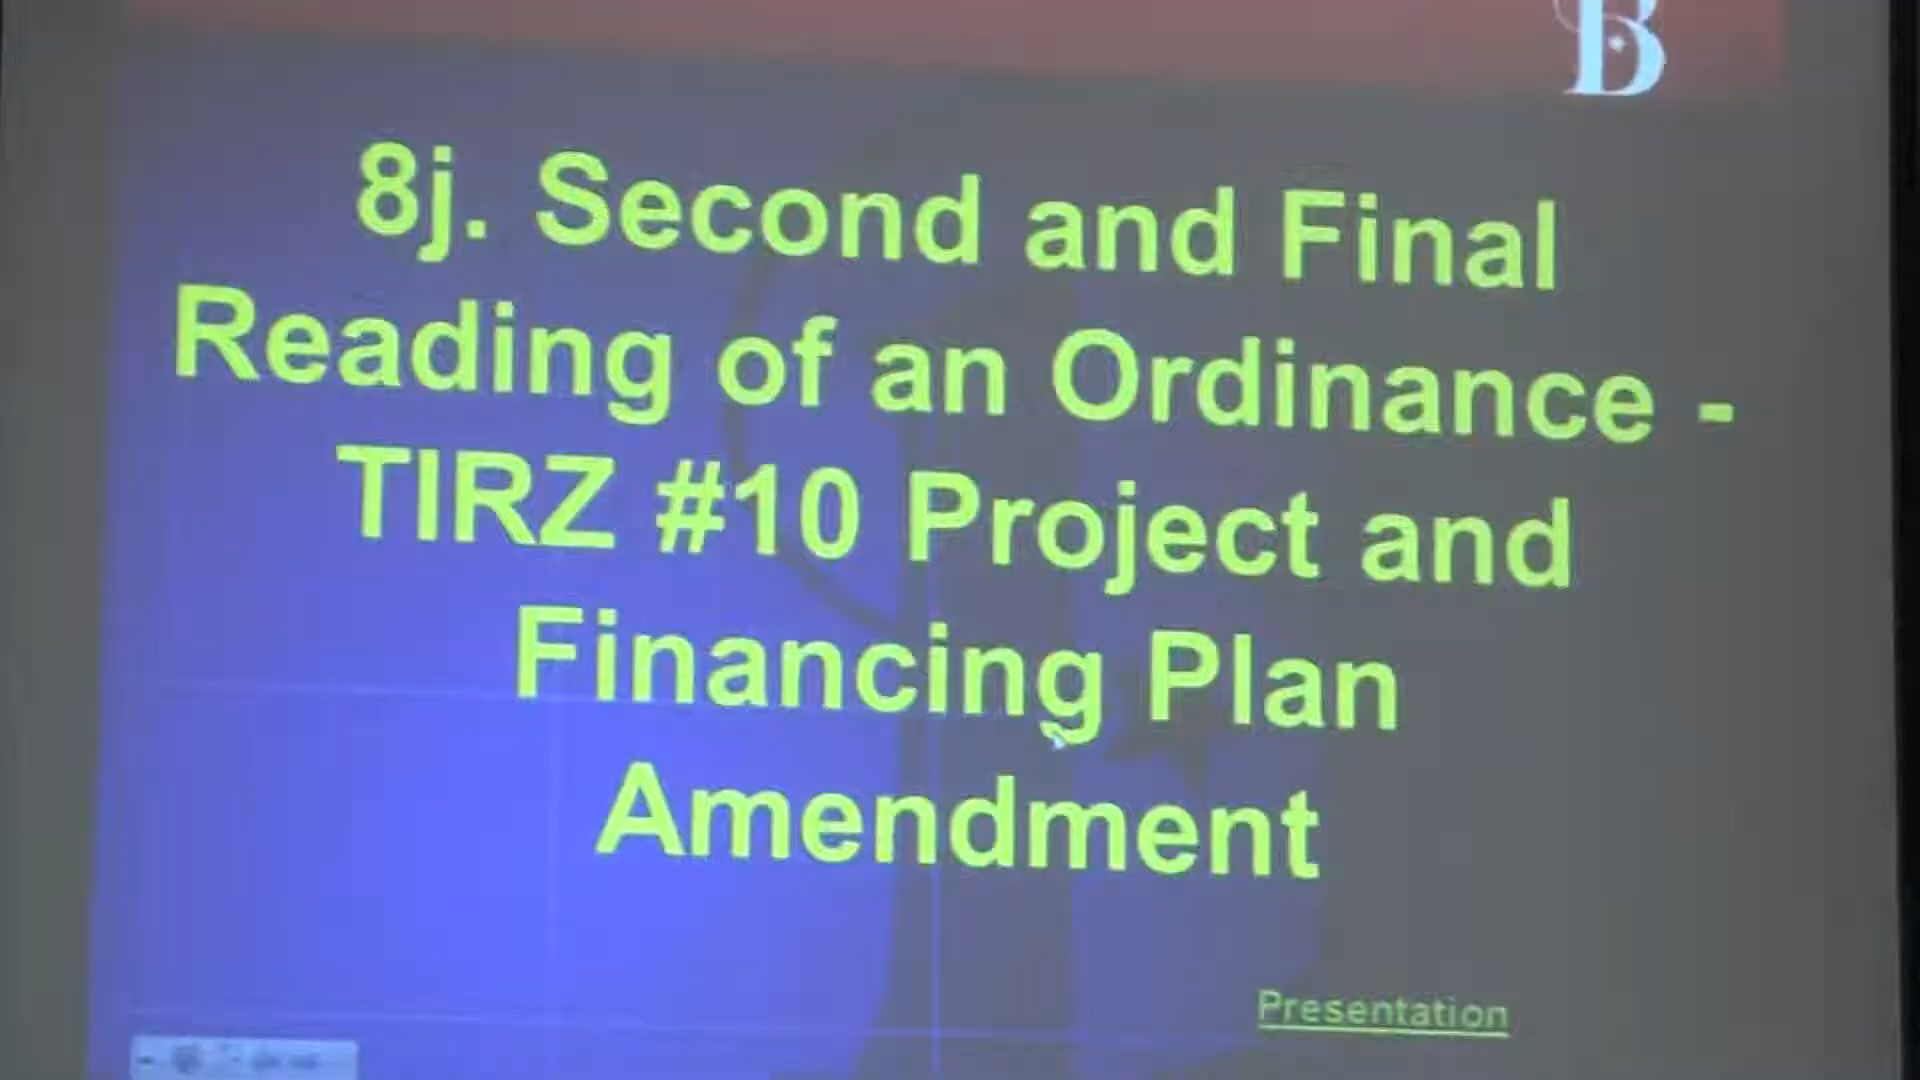 B
8j. Second and Final
Reading of an Ordinance -
TIRZ #10 Project and
Financing Plan
Amendment
Presentation